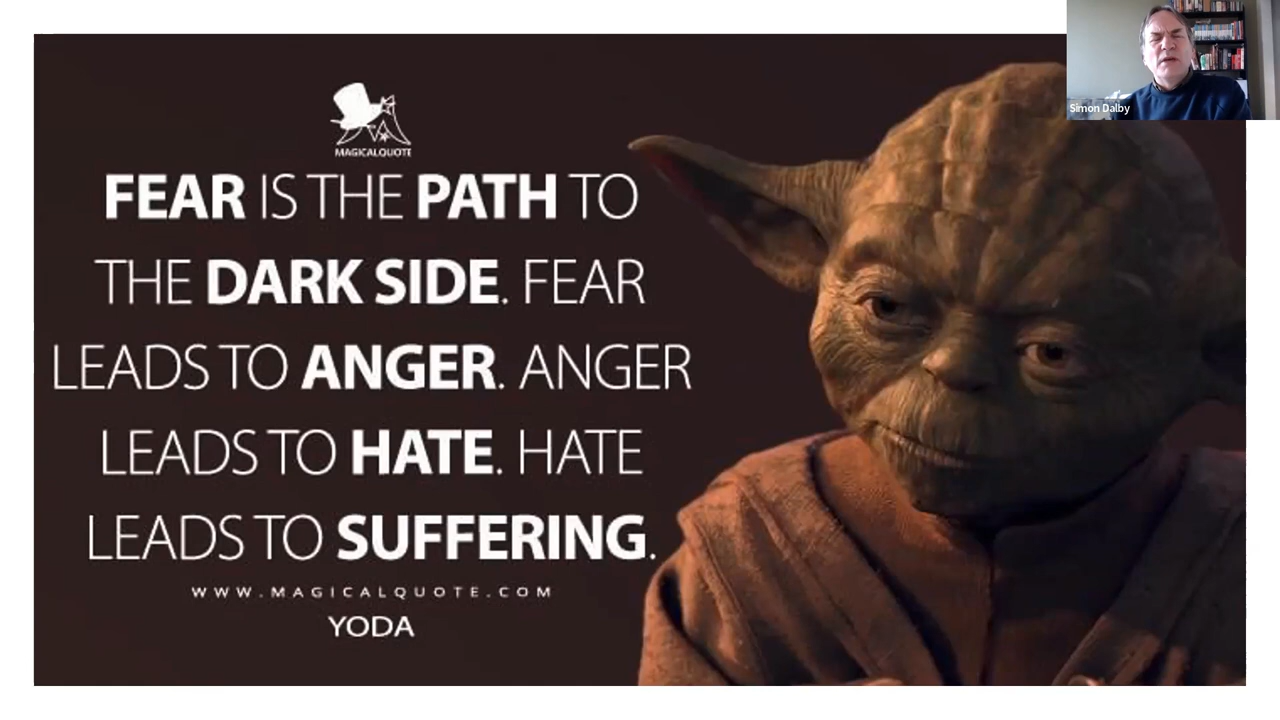 Simon Dalby
MAGICALQUOTE
FEAR IS THE PATH TO
THE DARK SIDE. FEAR
LEADS TO ANGER. ANGER
LEADS TO HATE. HATE
LEADS TO SUFFERING.
WWW.MAGICALQUOTE.COM
YODA